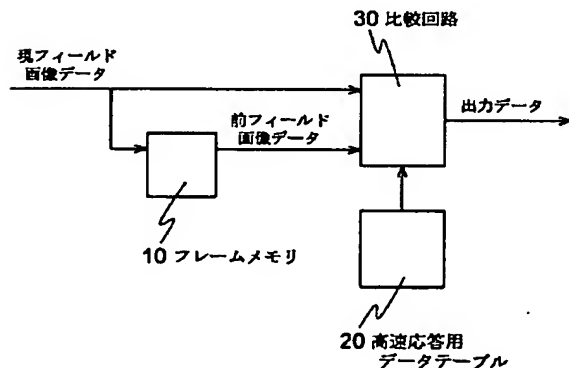 30 比較回路
現フィールド
画像データ
出力データ
前フィールド
画像データ
10 フレームメモリ
20 高速応答用
データテーブル